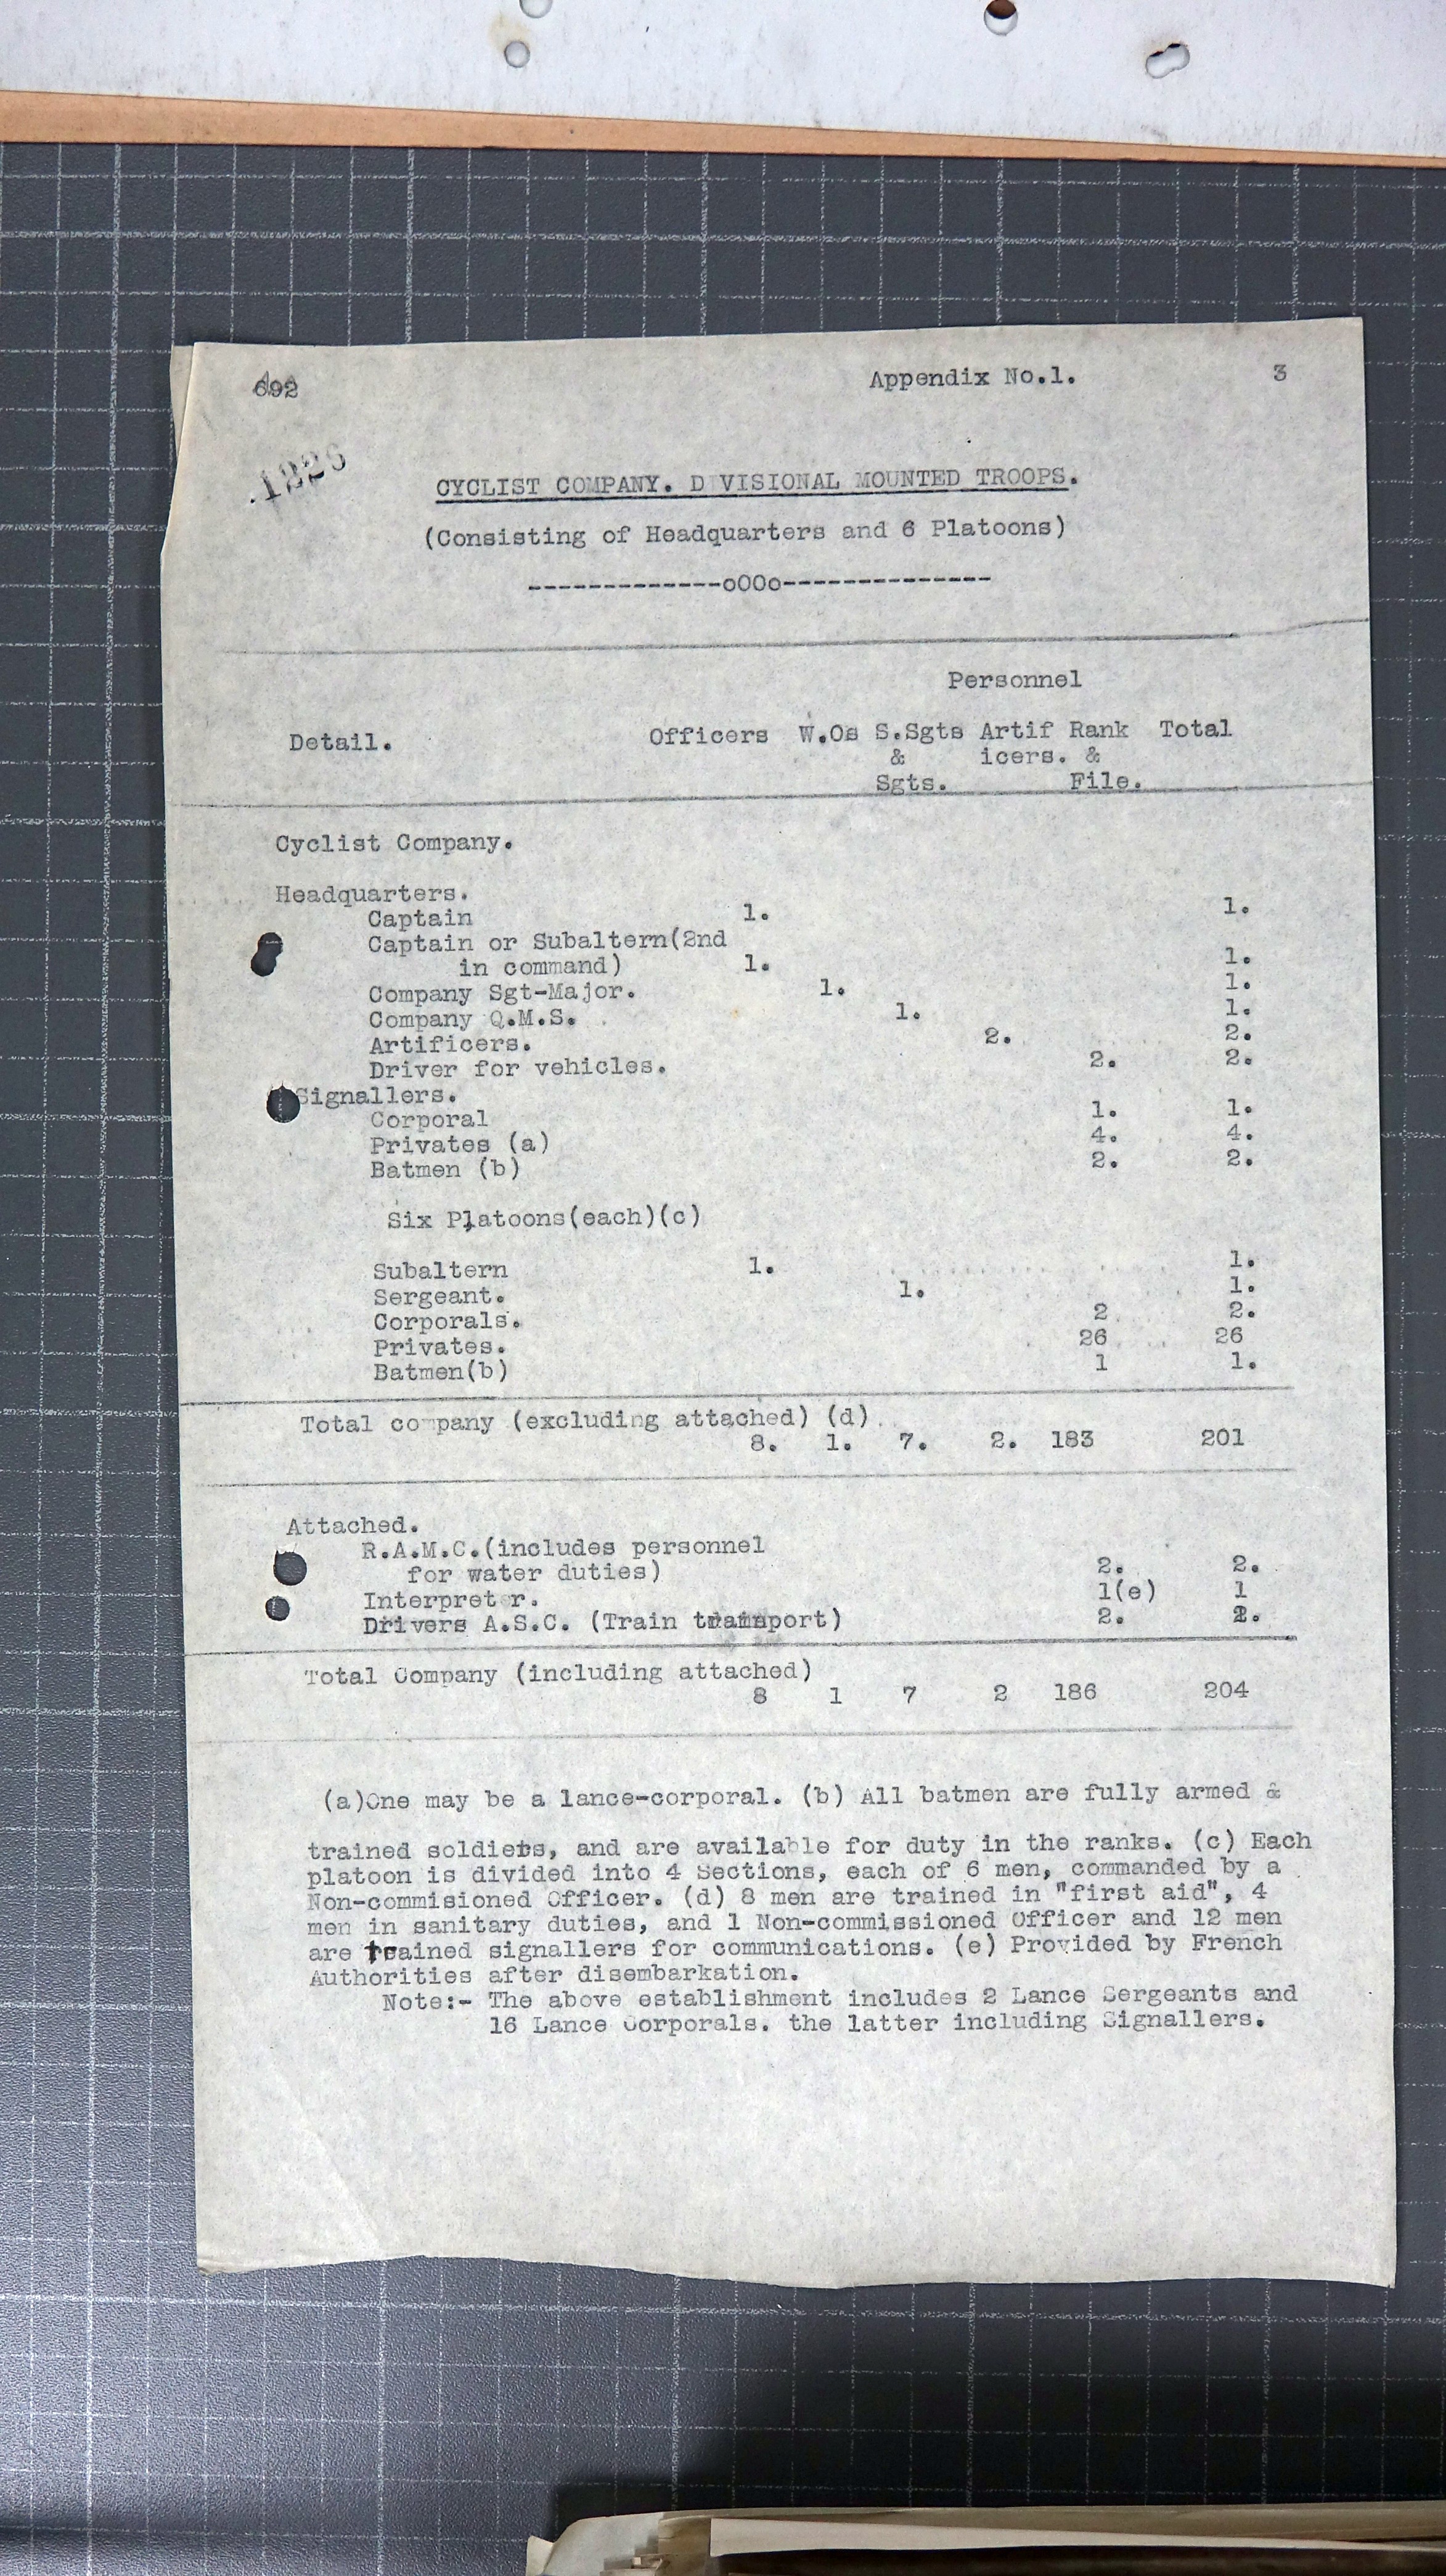 692 Appendix No.1. 3
CYCLIST COMPANY. D VISIONAL MOUNTED TROOPS.
(Consisting of Headquarters and 6 Platoons)
-------------oOOo--------------
Personnel
Detail. Officers W.Os S.Sgts Artif Rank Total
& icers. &
Sgts. File.
Cyclist Company.
Headquarters.
Captain 1. 1.
Captain or Subaltern(2nd
in command) 1. 1.
Company Sgt-Major. 1. 1.
Company Q.M.S. 1. 1.
Artificers. 2. 2.
Driver for vehicles. 2. 2.
Signallers.
Corporal 1. 1.
Privates (a) 4. 4.
Batmen (b) 2. 2.
Six Platoons(each)(c)
Subaltern 1. 1.
Sergeant. 1. 1.
Corporals. 2 2.
Privates. 26 26
Batmen(b) 1 1.
Total co pany (excluding attached) (d)
8. 1. 7. 2. 183 201
Attached.
R.A.M.C.(includes personnel
for water duties) 2. 2.
Interpret r. 1(e) 1
Drivers A.S.C. (Train ) 2. 2.
Total Company (including attached)
8 1 7 2 186 204
(a)One may be a lance-corporal. (b) All batmen are fully armed &
trained soldiers, and are available for duty in the ranks. (c) Each
platoon is divided into 4 Sections, each of 6 men, commanded by a
Non-commisioned Officer. (d) 8 men are trained in "first aid", 4
men in sanitary duties, and 1 Non-commissioned Officer and 12 men
are trained signallers for communications. (e) Provided by French
Authorities after disembarkation.
Note:- The above establishment includes 2 Lance Sergeants and
16 Lance Corporals. the latter including Signallers.